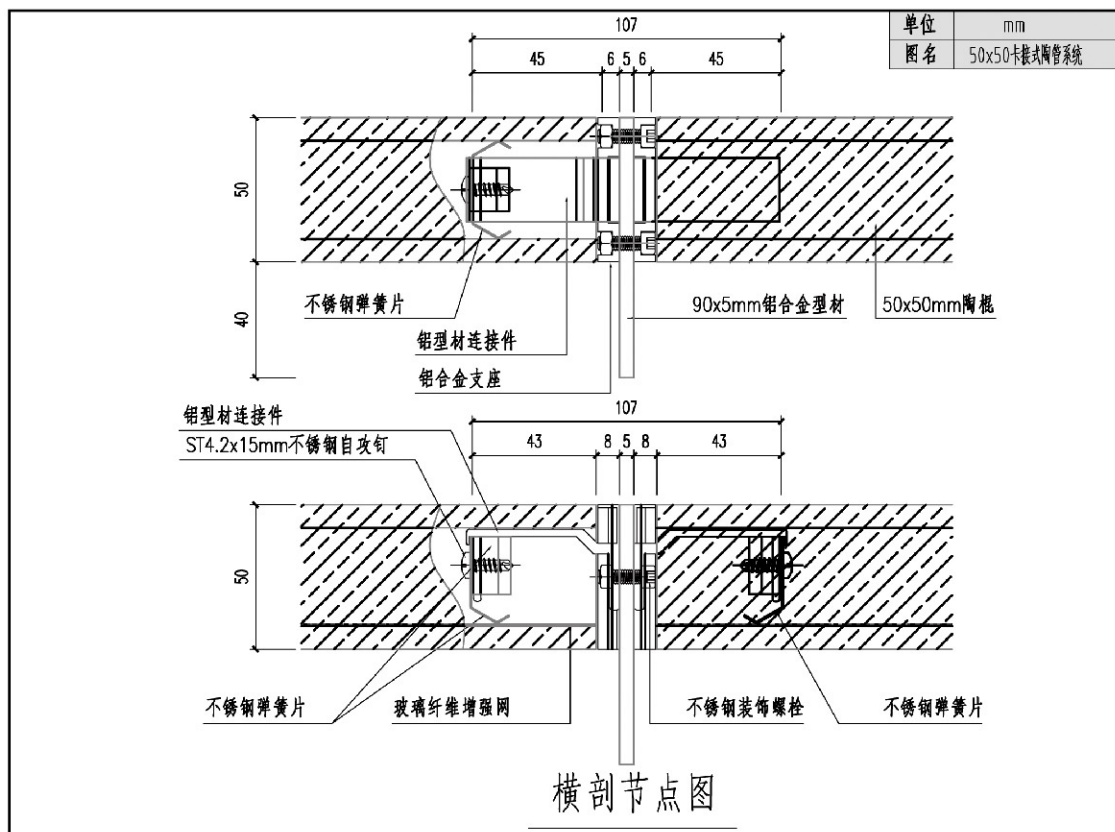 单位 mm
图名 50x50卡接式陶管系统
107
45 6 5 6 45
50
40
不锈钢弹簧片
90x5mm铝合金型材
50x50mm陶棍
铝型材连接件
铝合金支座
铝型材连接件
ST4.2x15mm不锈钢自攻钉
107
43 8 5 8 43
50
不锈钢弹簧片
玻璃纤维增强网
不锈钢装饰螺栓
不锈钢弹簧片
横剖节点图